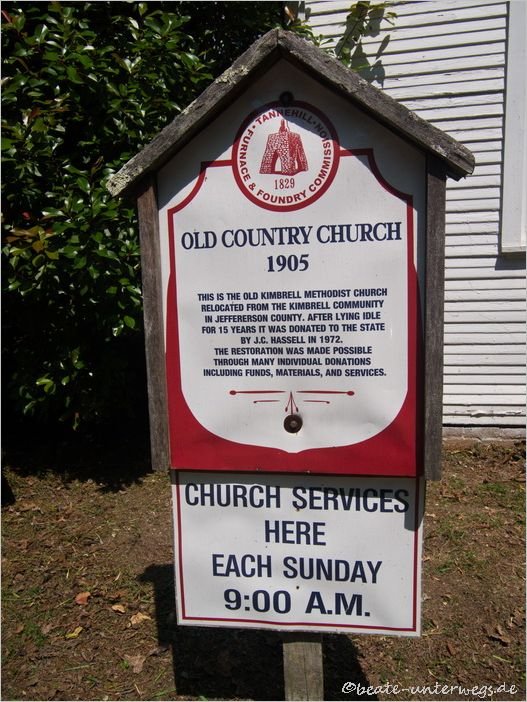 TANNEHILL
FURNACE & FOUNDRY COMMISSION
1829
OLD COUNTRY CHURCH
1905
THIS IS THE OLD KIMBRELL METHODIST CHURCH
RELOCATED FROM THE KIMBRELL COMMUNITY
IN JEFFERERSON COUNTY. AFTER LYING IDLE
FOR 15 YEARS IT WAS DONATED TO THE STATE
BY J.C. HASSELL IN 1972.
THE RESTORATION WAS MADE POSSIBLE
THROUGH MANY INDIVIDUAL DONATIONS
INCLUDING FUNDS, MATERIALS, AND SERVICES.
CHURCH SERVICES
HERE
EACH SUNDAY
9:00 A.M.
©beate-unterwegs.de